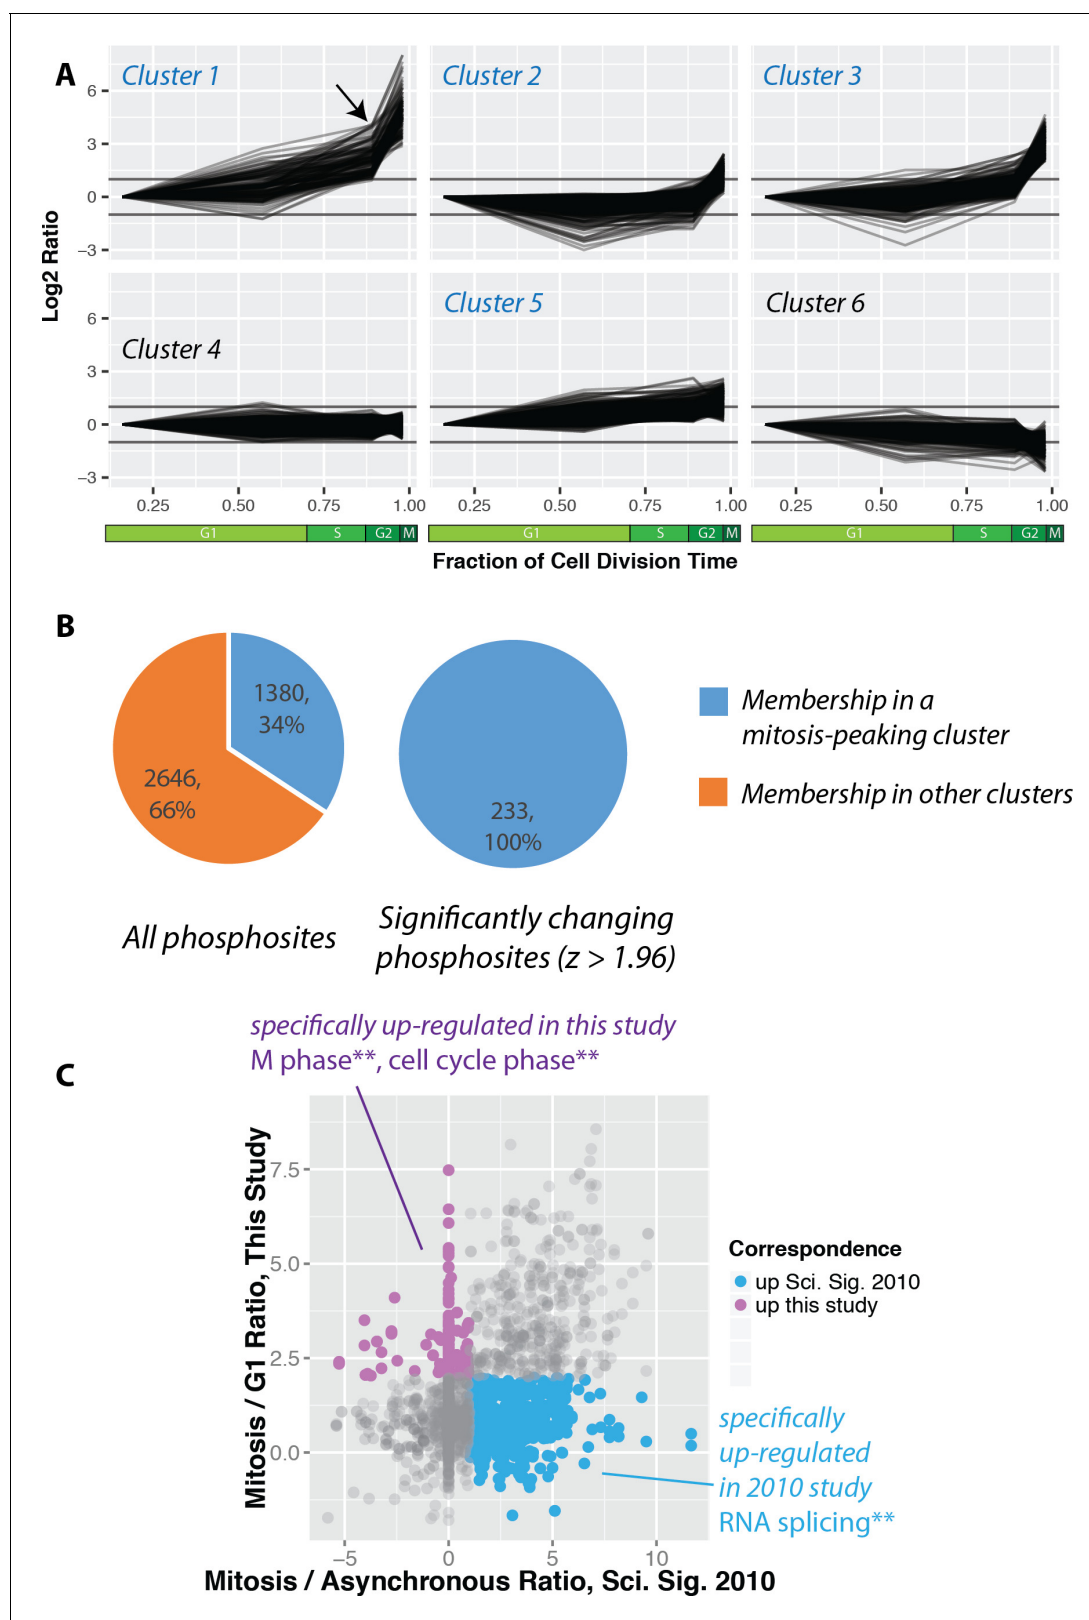 A
Cluster 1
Cluster 2
Cluster 3
6
3
0
−3
Log2 Ratio
Cluster 4
Cluster 5
Cluster 6
6
3
0
−3
0.25 0.50 0.75 1.00
0.25 0.50 0.75 1.00
0.25 0.50 0.75 1.00
G1 S G2 M
G1 S G2 M
G1 S G2 M
Fraction of Cell Division Time
B
1380,
34%
2646,
66%
233,
100%
Membership in a
mitosis-peaking cluster
Membership in other clusters
All phosphosites
Significantly changing
phosphosites (z > 1.96)
C
specifically up-regulated in this study
M phase**, cell cycle phase**
Mitosis / G1 Ratio, This Study
7.5
5.0
2.5
0.0
−5 0 5 10
Mitosis / Asynchronous Ratio, Sci. Sig. 2010
Correspondence
up Sci. Sig. 2010
up this study
specifically
up-regulated
in 2010 study
RNA splicing**